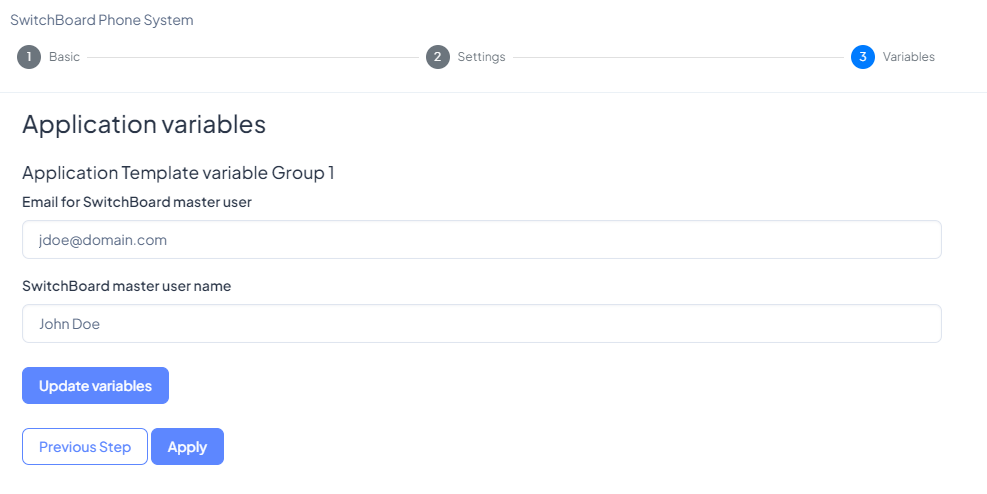 SwitchBoard Phone System
1 Basic 2 Settings 3 Variables
Application variables
Application Template variable Group 1
Email for SwitchBoard master user
jdoe@domain.com
SwitchBoard master user name
John Doe
Update variables
Previous Step Apply